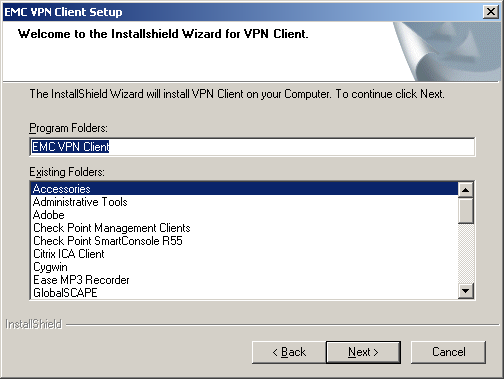 EMC VPN Client Setup
Welcome to the Installshield Wizard for VPN Client.
The InstallShield Wizard will install VPN Client on your Computer. To continue click Next.
Program Folders:
EMC VPN Client
Existing Folders:
Accessories
Administrative Tools
Adobe
Check Point Management Clients
Check Point SmartConsole R55
Citrix ICA Client
Cygwin
Ease MP3 Recorder
GlobalSCAPE
InstallShield
< Back
Next >
Cancel